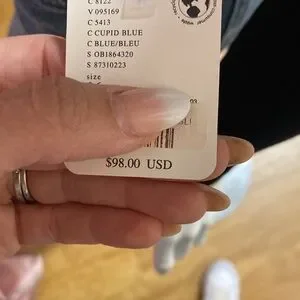 C 8122
V 095169
C 5413
C CUPID BLUE
C BLUE/BLEU
S OB1864320
S 87310223
size
$98.00 USD